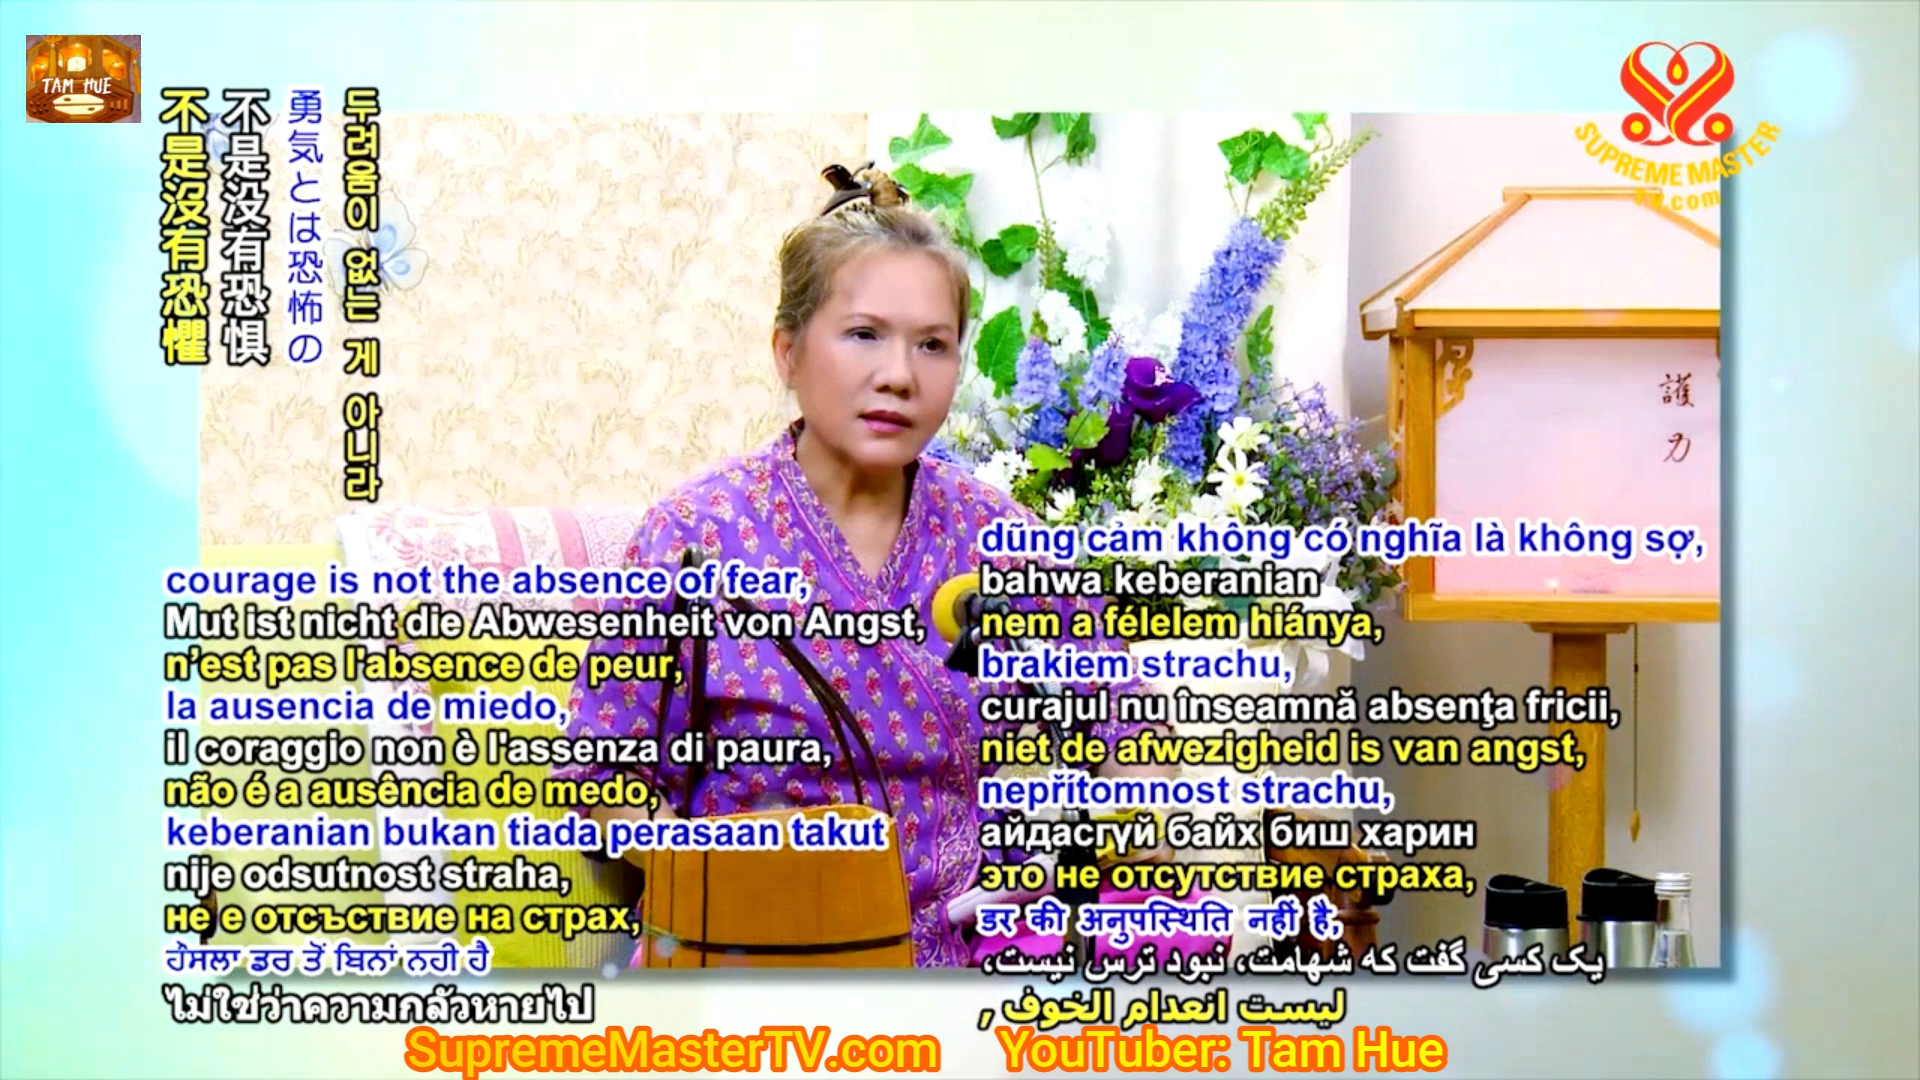 TAM HUE
SUPREME MASTER
TV.com
不是沒有恐懼
不是没有恐惧
勇気とは恐怖の
두려움이 없는 게 아니라
護力
courage is not the absence of fear,
Mut ist nicht die Abwesenheit von Angst,
n’est pas l'absence de peur,
la ausencia de miedo,
il coraggio non è l'assenza di paura,
não é a ausência de medo,
keberanian bukan tiada perasaan takut
nije odsutnost straha,
не е отсъствие на страх,
ਹੌਸਲਾ ਡਰ ਤੋਂ ਬਿਨਾਂ ਨਹੀ ਹੈ
ไม่ใช่ว่าความกลัวหายไป
dũng cảm không có nghĩa là không sợ,
bahwa keberanian
nem a félelem hiánya,
brakiem strachu,
curajul nu înseamnă absenţa fricii,
niet de afwezigheid is van angst,
nepřítomnost strachu,
айдасгүй байх биш харин
это не отсутствие страха,
डर की अनुपस्थिति नहीं है,
یک کسی گفت که شهامت، نبود ترس نیست،
ليست انعدام الخوف ,
SupremeMasterTV.com YouTuber: Tam Hue